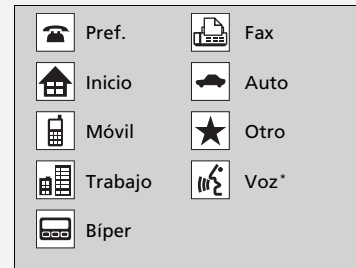 Pref.
Fax
Inicio
Auto
Móvil
Otro
Trabajo
Voz*
Bíper